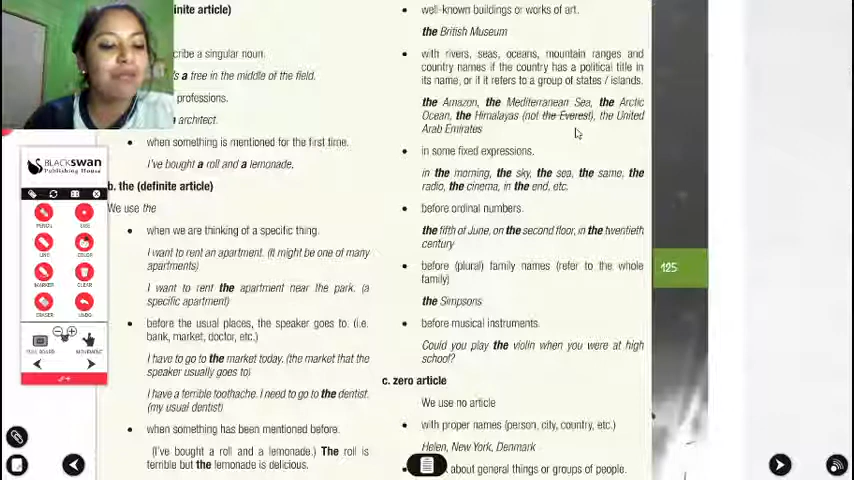 inite article)
cribe a singular noun.
s a tree in the middle of the field.
professions.
architect.
• when something is mentioned for the first time.
I've bought a roll and a lemonade.
b. the (definite article)
We use the
• when we are thinking of a specific thing.
I want to rent an apartment. (It might be one of many
apartments)
I want to rent the apartment near the park. (a
specific apartment)
• before the usual places, the speaker goes to. (i.e.
bank, market, doctor, etc.)
I have to go to the market today. (the market that the
speaker usually goes to)
I have a terrible toothache. I need to go to the dentist.
(my usual dentist)
• when something has been mentioned before.
(I've bought a roll and a lemonade.) The roll is
terrible but the lemonade is delicious.
• well-known buildings or works of art.
the British Museum
• with rivers, seas, oceans, mountain ranges and
country names if the country has a political title in
its name, or if it refers to a group of states / islands.
the Amazon, the Mediterranean Sea, the Arctic
Ocean, the Himalayas (not the Everest), the United
Arab Emirates
• in some fixed expressions.
in the morning, the sky, the sea, the same, the
radio, the cinema, in the end, etc.
• before ordinal numbers.
the fifth of June, on the second floor, in the twentieth
century
• before (plural) family names (refer to the whole
family)
the Simpsons
• before musical instruments.
Could you play the violin when you were at high
school?
c. zero article
We use no article
• with proper names (person, city, country, etc.)
Helen, New York, Denmark
about general things or groups of people.
125
BLACKSWAN
Publishing House
LINE
COLOR
MARKER
CLEAR
ERASER
UNDO
FULL BOARD
MOVEMENT